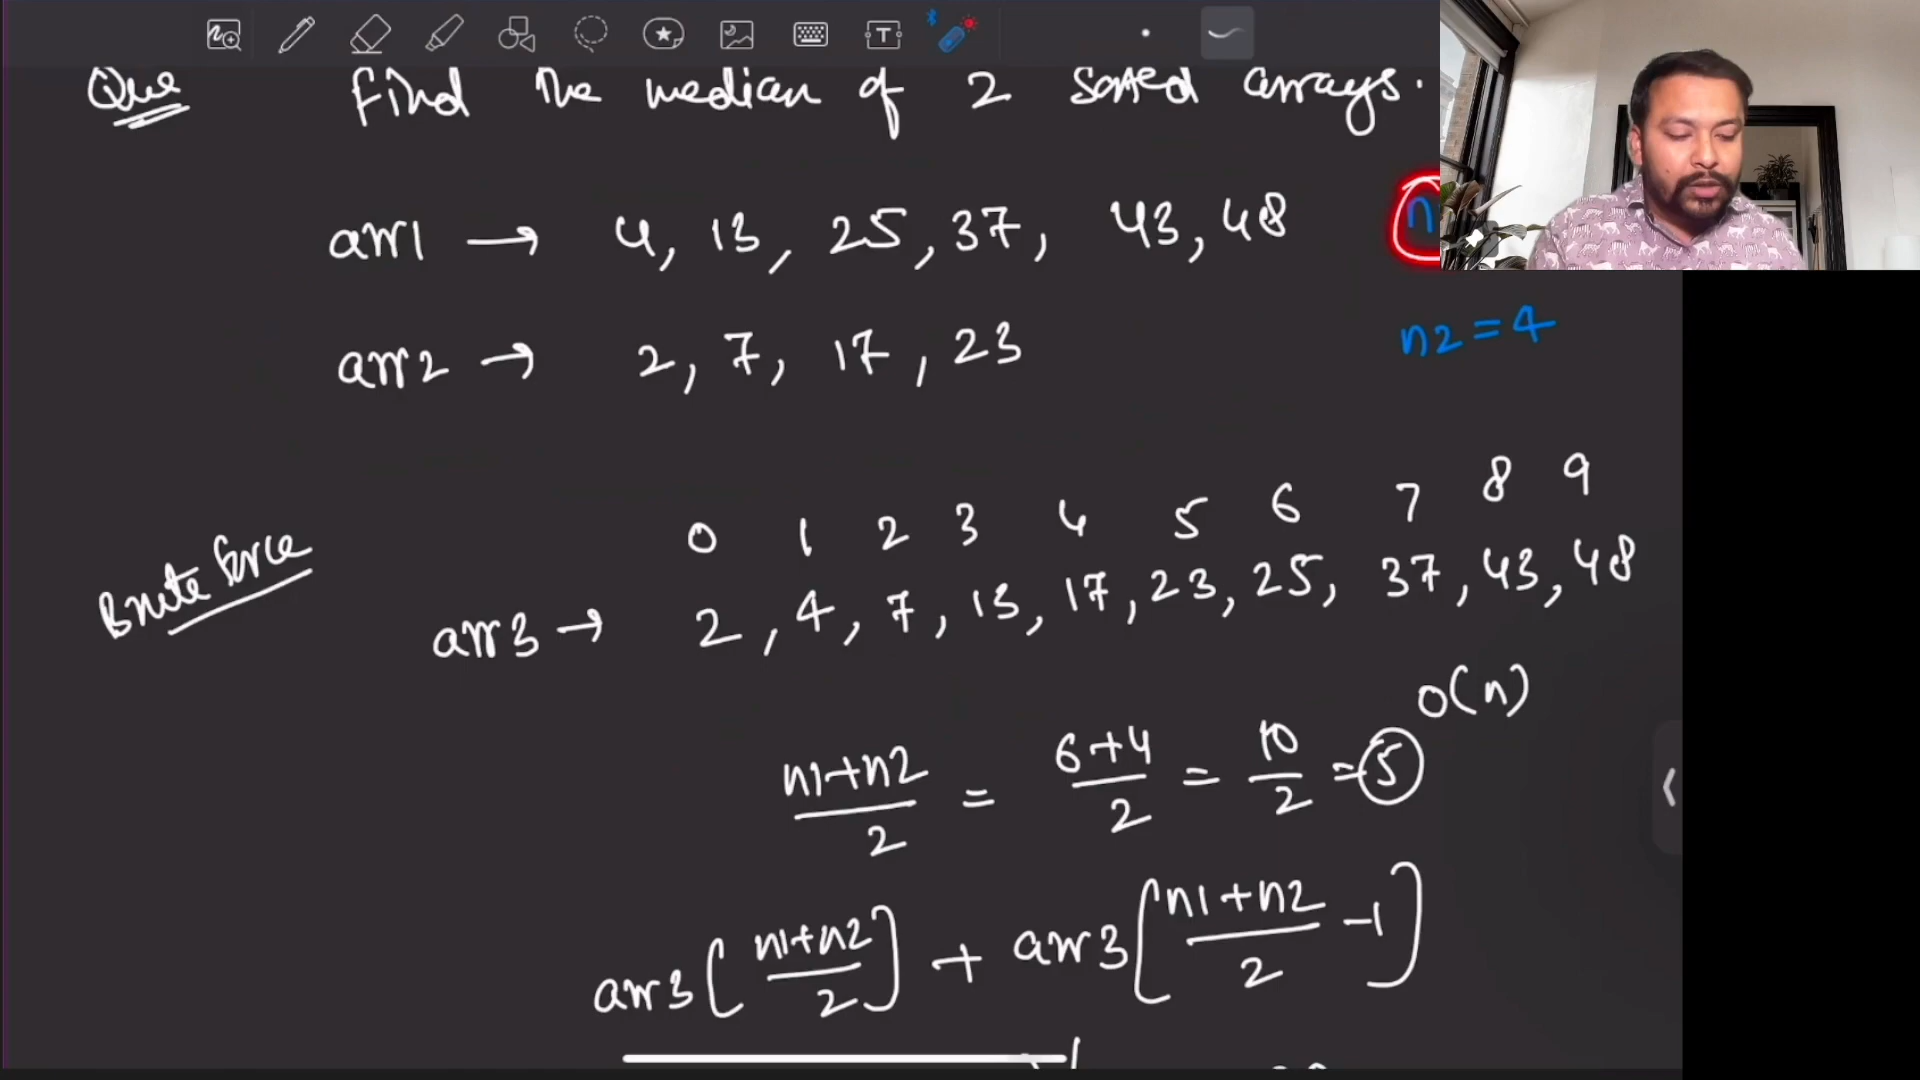 Que Find the median of 2 sorted arrays.
arr1 → 4, 13, 25, 37, 43, 48
n
arr2 → 2, 7, 17, 23
n2 = 4
0 1 2 3 4 5 6 7 8 9
Brute force
arr3 → 2, 4, 7, 13, 17, 23, 25, 37, 43, 48
O(n)
n1+n2/2 = 6+4/2 = 10/2 = 5
arr3[n1+n2/2] + arr3[n1+n2/2 -1]